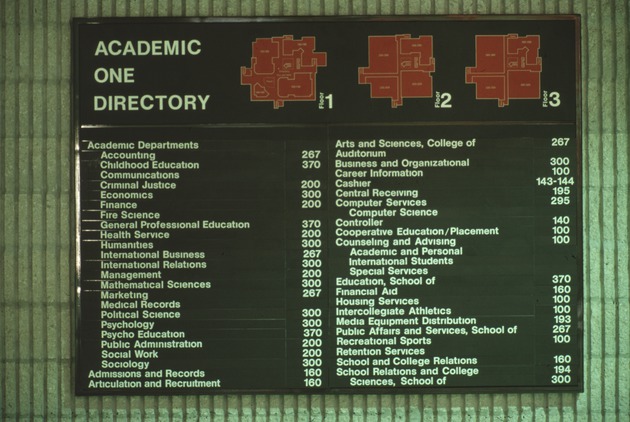 ACADEMIC
ONE
DIRECTORY
Floor 1
Floor 2
Floor 3
Academic Departments
Accounting 267
Childhood Education 370
Communications
Criminal Justice 200
Economics 300
Finance 200
Fire Science
General Professional Education 370
Health Service 200
Humanities 300
International Business 267
International Relations 300
Management 200
Mathematical Sciences 300
Marketing 267
Medical Records
Political Science 300
Psychology 300
Psycho Education 370
Public Administration 200
Social Work 200
Sociology 300
Admissions and Records 160
Articulation and Recruitment 160
Arts and Sciences, College of 267
Auditorium
Business and Organizational 300
Career Information 100
Cashier 143-144
Central Receiving 195
Computer Services 295
Computer Science
Controller 140
Cooperative Education/Placement 100
Counseling and Advising 100
Academic and Personal
International Students
Special Services
Education, School of 370
Financial Aid 160
Housing Services 100
Intercollegiate Athletics 100
Media Equipment Distribution 193
Public Affairs and Services, School of 267
Recreational Sports 100
Retention Services
School and College Relations 160
School Relations and College 194
Sciences, School of 300